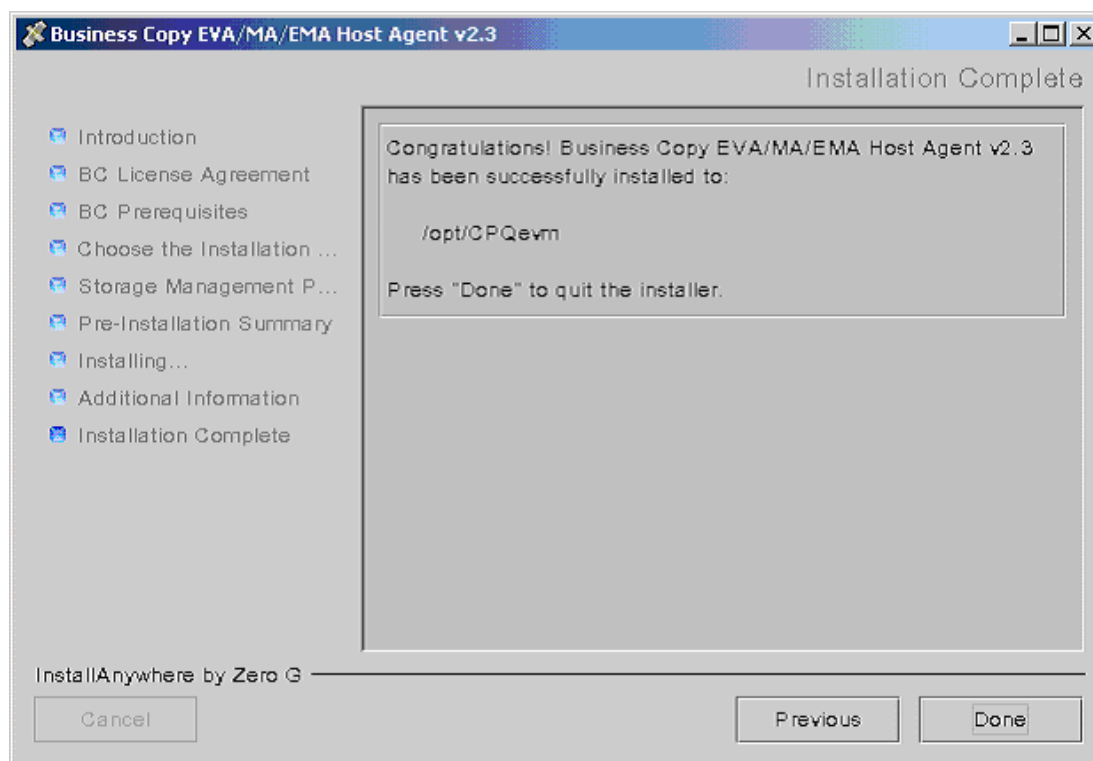 Business Copy EVA/MA/EMA Host Agent v2.3
Installation Complete
Introduction
BC License Agreement
BC Prerequisites
Choose the Installation ...
Storage Management P...
Pre-Installation Summary
Installing...
Additional Information
Installation Complete
Congratulations! Business Copy EVA/MA/EMA Host Agent v2.3
has been successfully installed to:
/opt/CPQevm
Press "Done" to quit the installer.
InstallAnywhere by Zero G
Cancel
Previous
Done